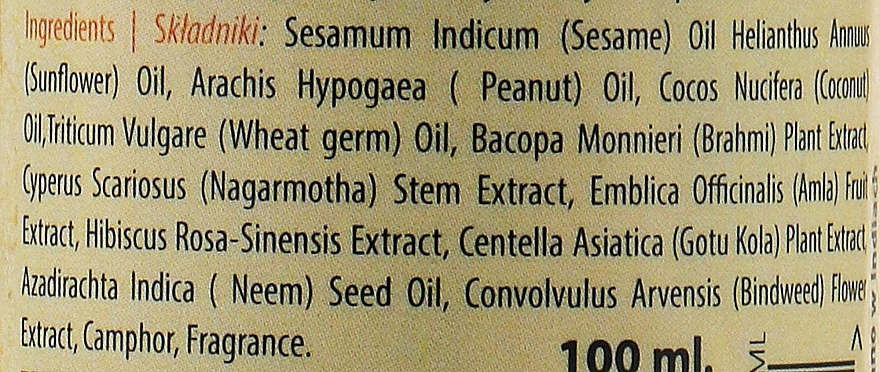 Ingredients | Składniki: Sesamum Indicum (Sesame) Oil Helianthus Annuus
(Sunflower) Oil, Arachis Hypogaea ( Peanut) Oil, Cocos Nucifera (Coconut)
Oil,Triticum Vulgare (Wheat germ) Oil, Bacopa Monnieri (Brahmi) Plant Extract,
Cyperus Scariosus (Nagarmotha) Stem Extract, Emblica Officinalis (Amla) Fruit
Extract, Hibiscus Rosa-Sinensis Extract, Centella Asiatica (Gotu Kola) Plant Extract,
Azadirachta Indica ( Neem) Seed Oil, Convolvulus Arvensis (Bindweed) Flower
Extract, Camphor, Fragrance.
100 ml.
ML
w Indiach